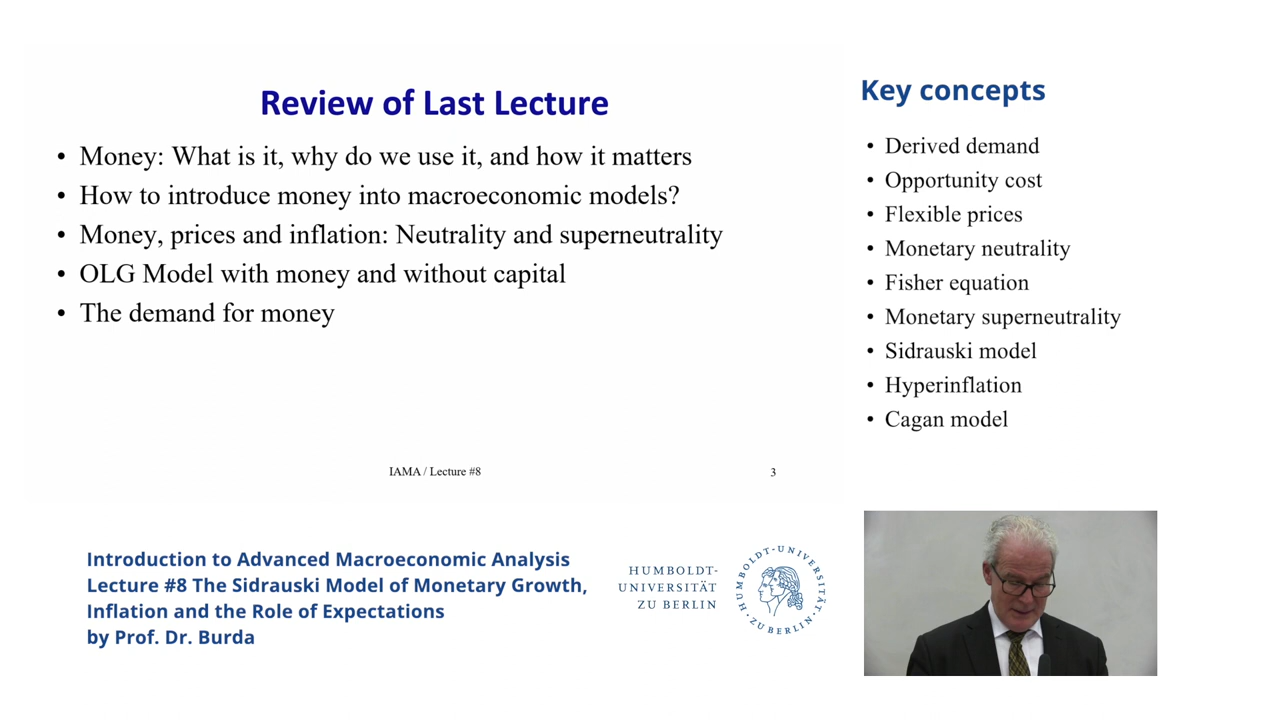 Review of Last Lecture
• Money: What is it, why do we use it, and how it matters
• How to introduce money into macroeconomic models?
• Money, prices and inflation: Neutrality and superneutrality
• OLG Model with money and without capital
• The demand for money
IAMA / Lecture #8
3
Key concepts
• Derived demand
• Opportunity cost
• Flexible prices
• Monetary neutrality
• Fisher equation
• Monetary superneutrality
• Sidrauski model
• Hyperinflation
• Cagan model
Introduction to Advanced Macroeconomic Analysis
Lecture #8 The Sidrauski Model of Monetary Growth,
Inflation and the Role of Expectations
by Prof. Dr. Burda
HUMBOLDT-
UNIVERSITÄT
ZU BERLIN
HUMBOLDT-UNIVERSITÄT
ZU BERLIN